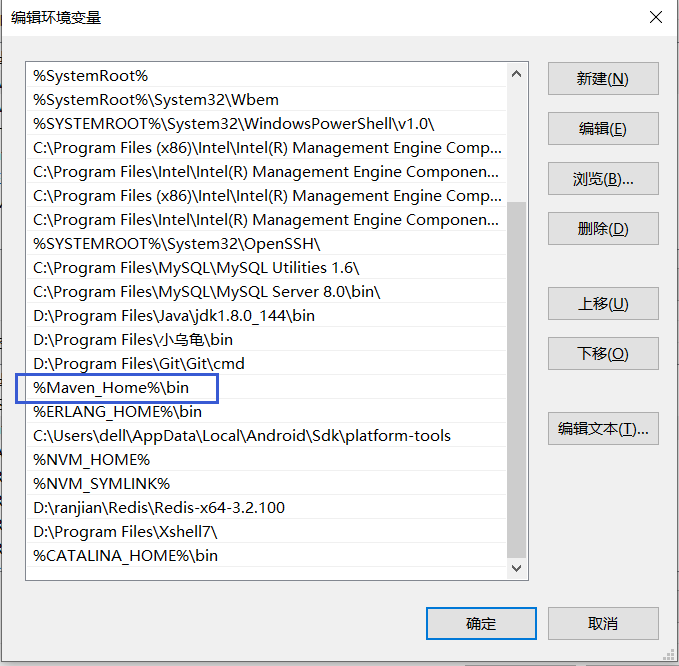 编辑环境变量
%SystemRoot%
%SystemRoot%\System32\Wbem
%SYSTEMROOT%\System32\WindowsPowerShell\v1.0\
C:\Program Files (x86)\Intel\Intel(R) Management Engine Comp...
C:\Program Files\Intel\Intel(R) Management Engine Componen...
C:\Program Files (x86)\Intel\Intel(R) Management Engine Comp...
C:\Program Files\Intel\Intel(R) Management Engine Componen...
%SYSTEMROOT%\System32\OpenSSH\
C:\Program Files\MySQL\MySQL Utilities 1.6\
C:\Program Files\MySQL\MySQL Server 8.0\bin\
D:\Program Files\Java\jdk1.8.0_144\bin
D:\Program Files\小乌龟\bin
D:\Program Files\Git\Git\cmd
%Maven_Home%\bin
%ERLANG_HOME%\bin
C:\Users\dell\AppData\Local\Android\Sdk\platform-tools
%NVM_HOME%
%NVM_SYMLINK%
D:\ranjian\Redis\Redis-x64-3.2.100
D:\Program Files\Xshell7\
%CATALINA_HOME%\bin
新建(N)
编辑(E)
浏览(B)...
删除(D)
上移(U)
下移(O)
编辑文本(T)...
确定
取消